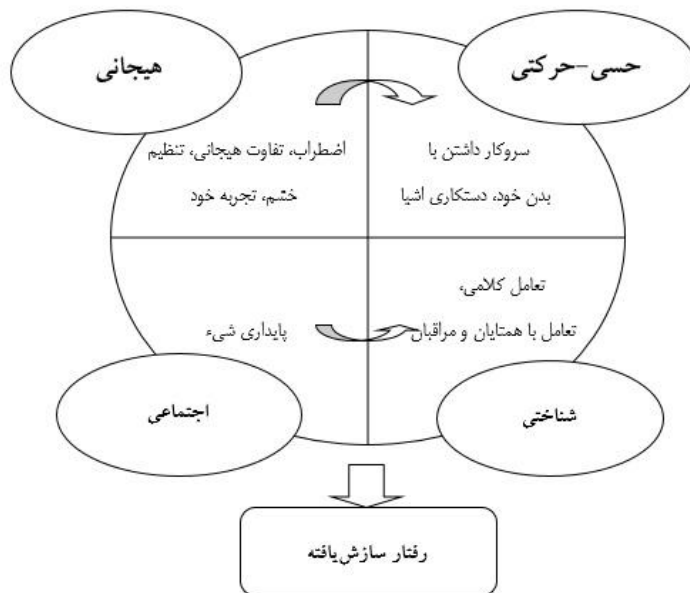 حسی-حرکتی
هیجانی
سروکار داشتن با
بدن خود، دستکاری اشیا
اضطراب، تفاوت هیجانی، تنظیم
خشم، تجربه خود
تعامل کلامی،
تعامل با همتایان و مراقبان
پایداری شیء
شناختی
اجتماعی
رفتار سازش‌یافته